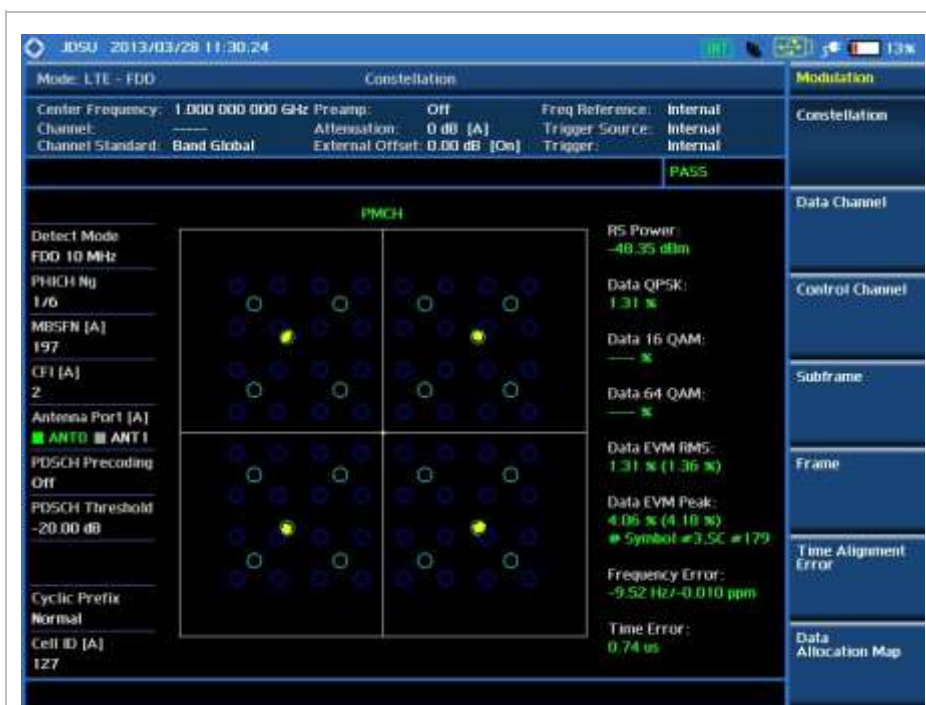 JDSU 2013/03/28 11:30:24
13%
Mode: LTE - FDD
Constellation
Modulation
Center Frequency: 1.000 000 000 GHz Preamp: Off Freq Reference: Internal
Channel: ----- Attenuation: 0 dB [A] Trigger Source: Internal
Channel Standard: Band Global External Offset: 0.00 dB [On] Trigger: Internal
PASS
PMCH
Detect Mode
FDD 10 MHz
PHICH Ng
1/6
MBSFN [A]
197
CFI [A]
2
Antenna Port [A]
ANT0 ANT1
PDSCH Precoding
Off
PDSCH Threshold
-20.00 dB
Cyclic Prefix
Normal
Cell ID [A]
127
RS Power:
-48.35 dBm
Data QPSK:
1.31 %
Data 16 QAM:
---- %
Data 64 QAM:
---- %
Data EVM RMS:
1.31 % (1.36 %)
Data EVM Peak:
4.06 % (4.18 %)
@ Symbol #3,SC #179
Frequency Error:
-9.52 Hz/-0.010 ppm
Time Error:
0.74 us
Constellation
Data Channel
Control Channel
Subframe
Frame
Time Alignment
Error
Data
Allocation Map